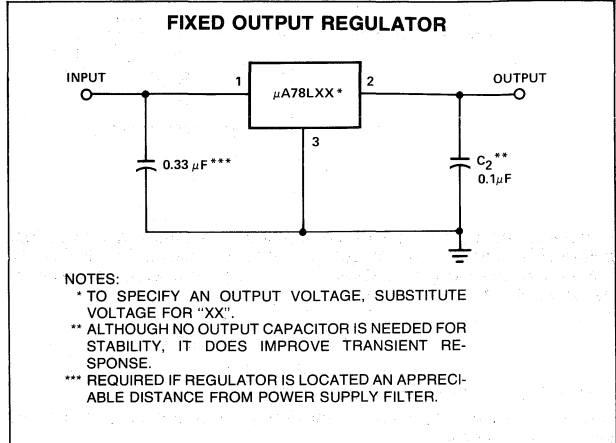 FIXED OUTPUT REGULATOR
INPUT
1
μA78LXX*
2
OUTPUT
3
0.33 μF***
C₂**
0.1μF
NOTES:
* TO SPECIFY AN OUTPUT VOLTAGE, SUBSTITUTE
VOLTAGE FOR "XX".
** ALTHOUGH NO OUTPUT CAPACITOR IS NEEDED FOR
STABILITY, IT DOES IMPROVE TRANSIENT RE-
SPONSE.
*** REQUIRED IF REGULATOR IS LOCATED AN APPRECI-
ABLE DISTANCE FROM POWER SUPPLY FILTER.